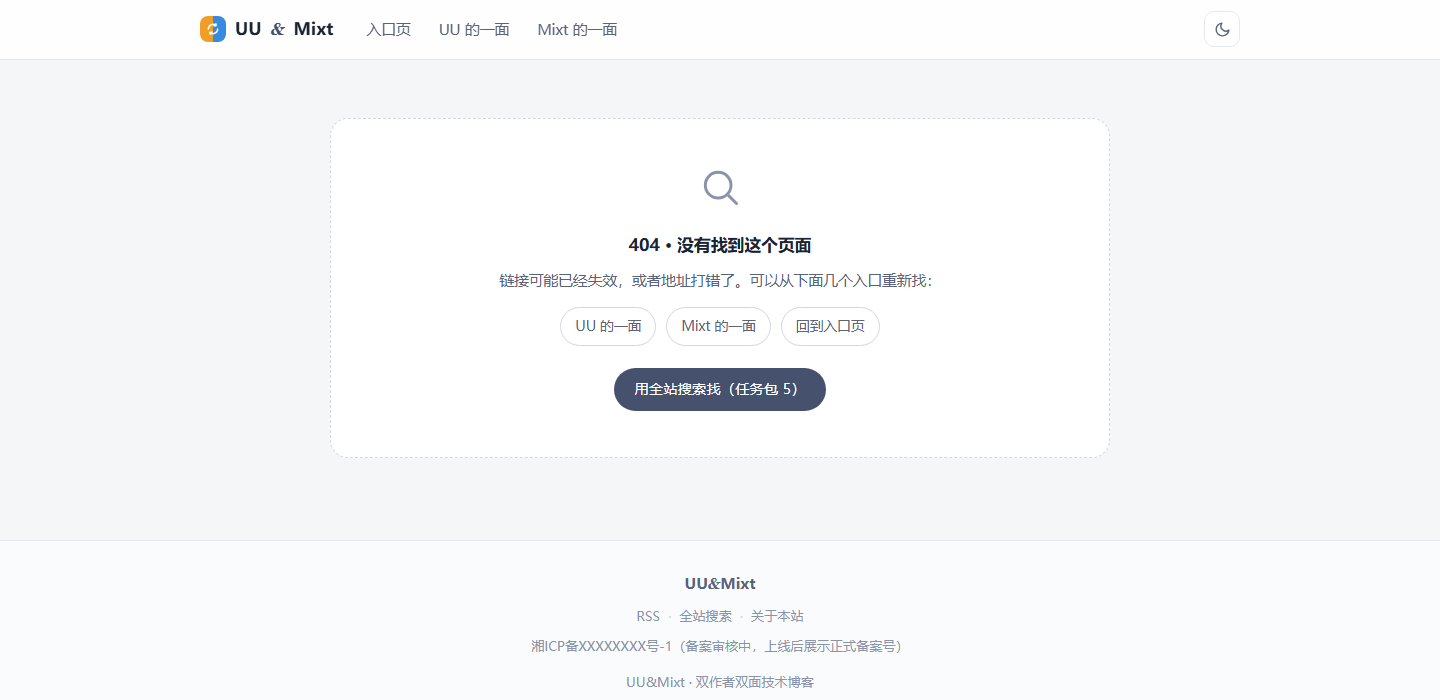 UU & Mixt 入口页 UU 的一面 Mixt 的一面
404 · 没有找到这个页面
链接可能已经失效，或者地址打错了。可以从下面几个入口重新找：
UU 的一面 Mixt 的一面 回到入口页
用全站搜索找（任务包 5）
UU&Mixt
RSS · 全站搜索 · 关于本站
湘ICP备XXXXXXXX号-1（备案审核中，上线后展示正式备案号）
UU&Mixt · 双作者双面技术博客